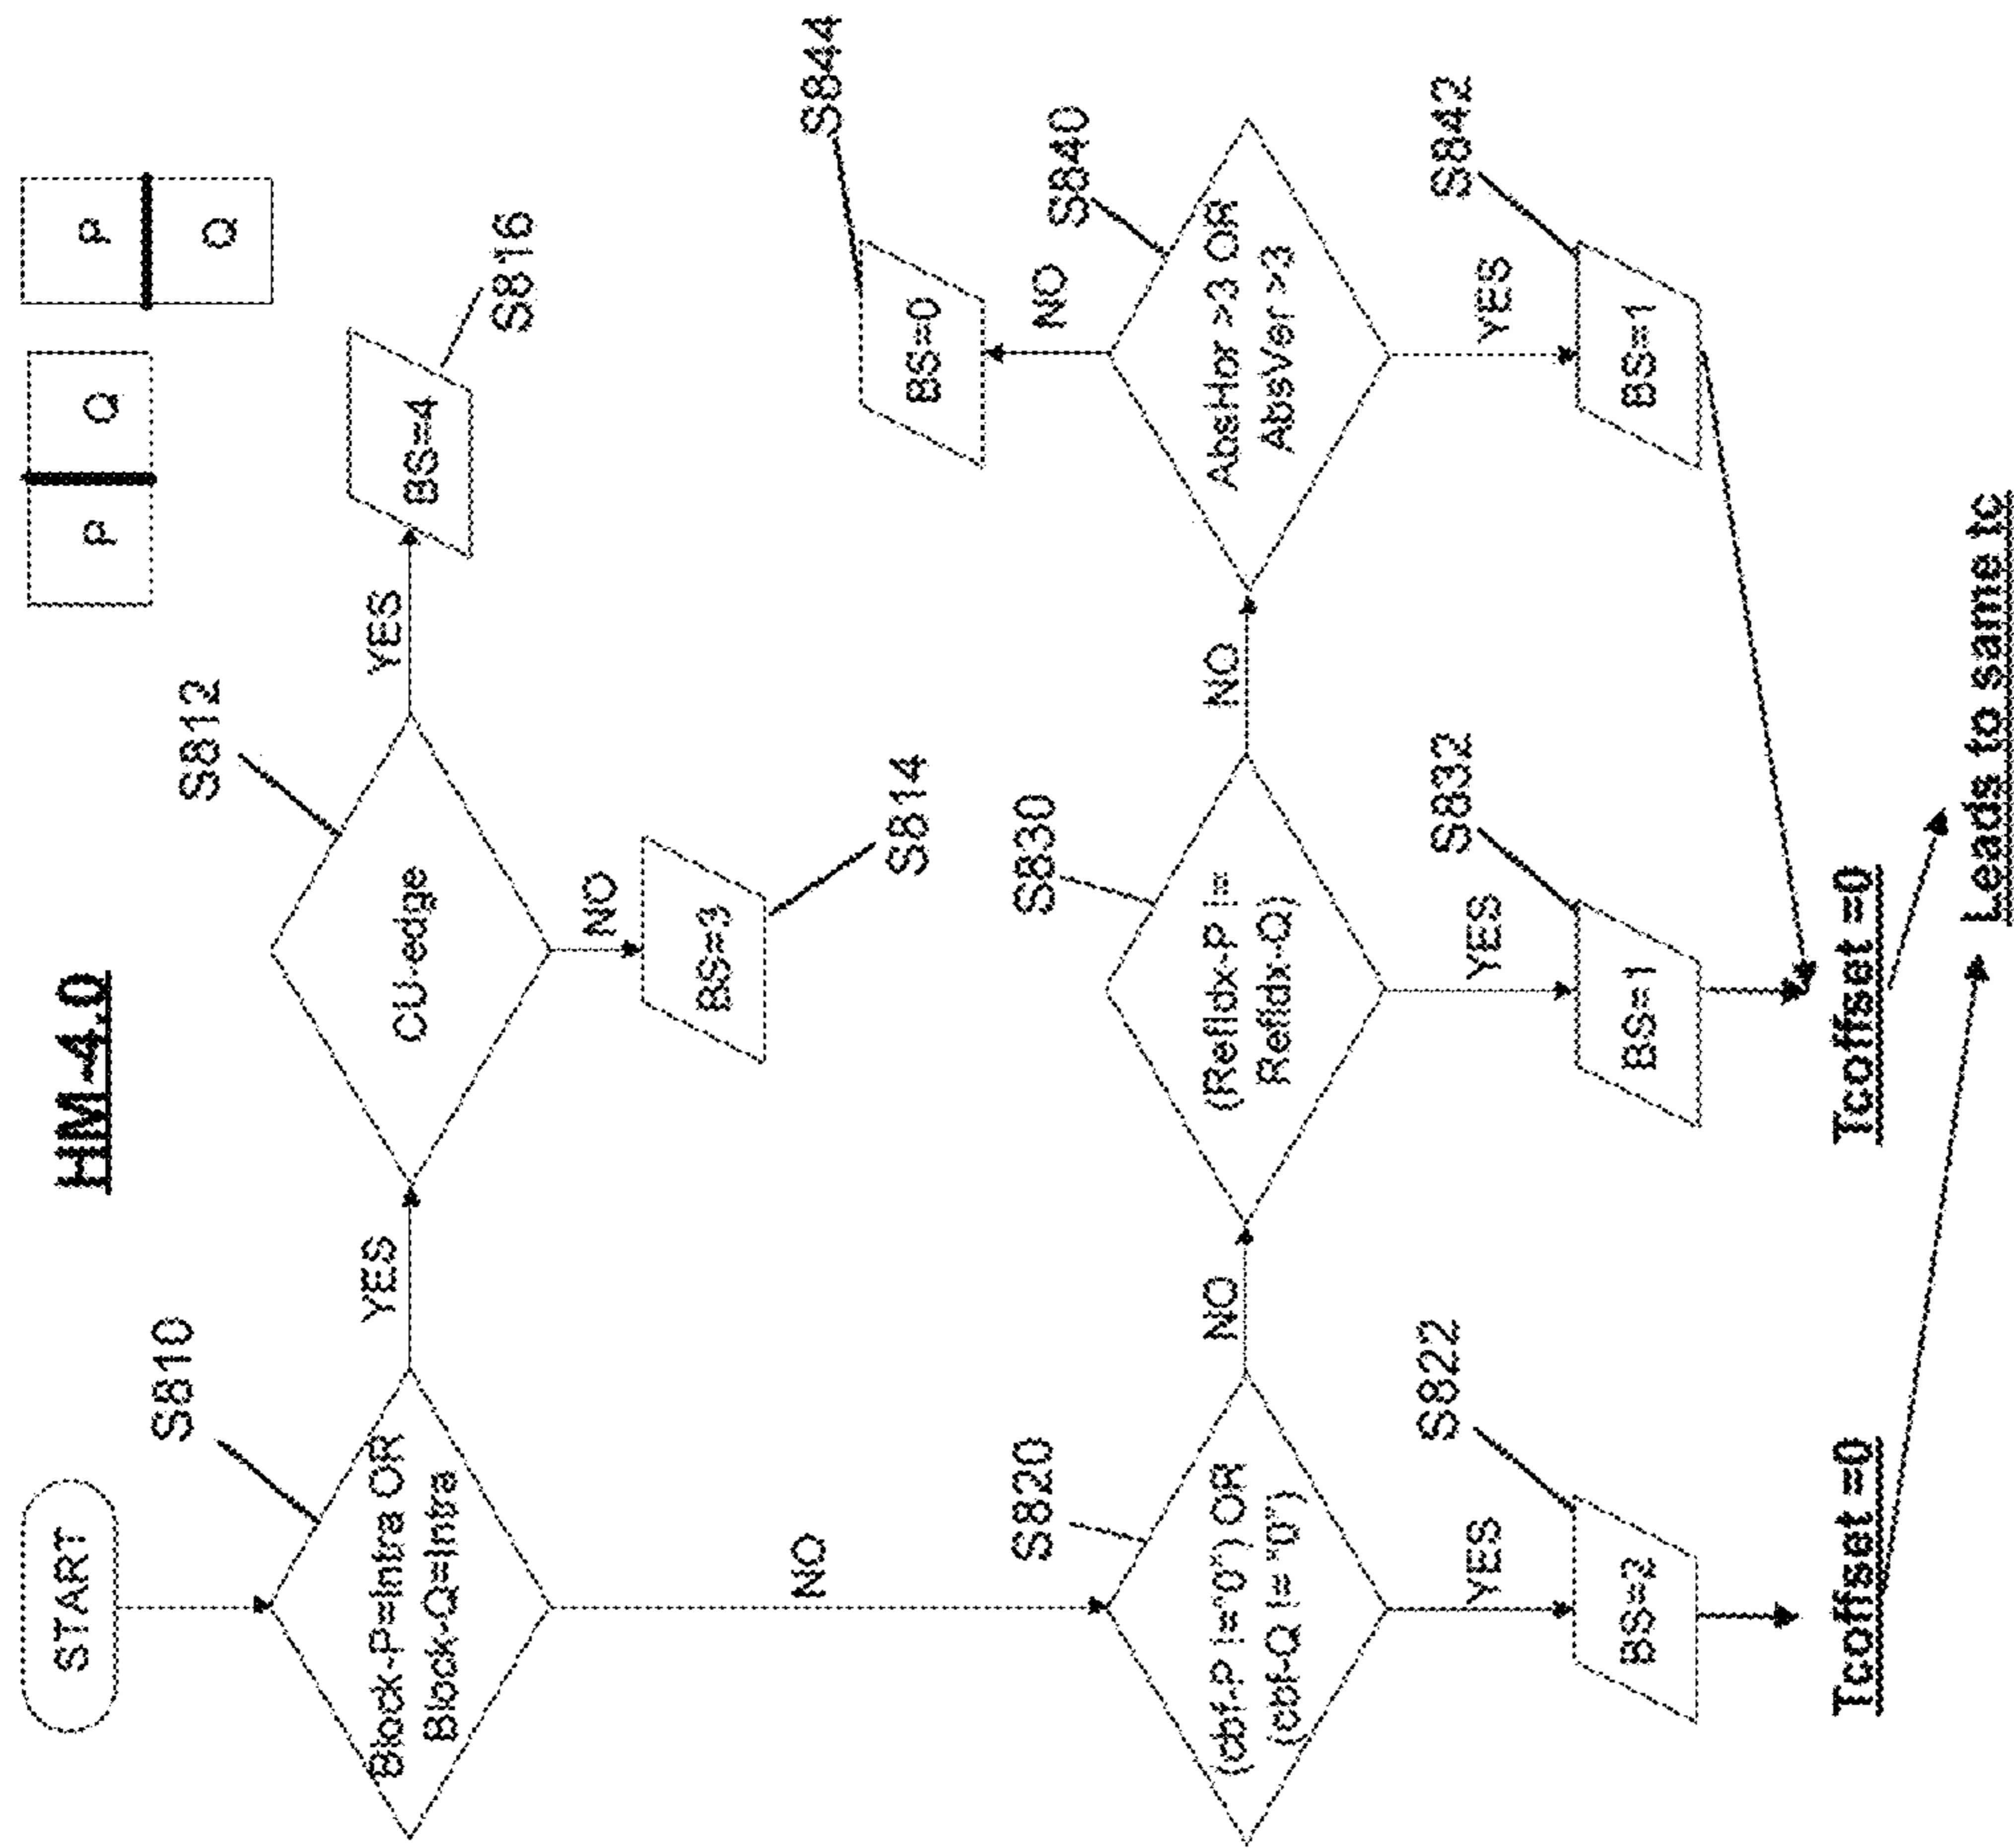 HM-4.0
P
Q
P
Q
START
S810
Block-P=Intra OR
Block-Q=Intra
YES
S812
CU-edge
YES
BS=4
S816
NO
BS=3
S814
NO
S820
(cbf-P !="0") OR
(cbf-Q != "0")
NO
S830
(RefIdx-P !=
RefIdx-Q)
NO
S840
AbsHor >3 OR
AbsVer >3
NO
BS=0
S844
YES
BS=2
S822
YES
BS=1
S832
YES
BS=1
S842
Tcoffset =0
Tcoffset =0
Leads to same tc